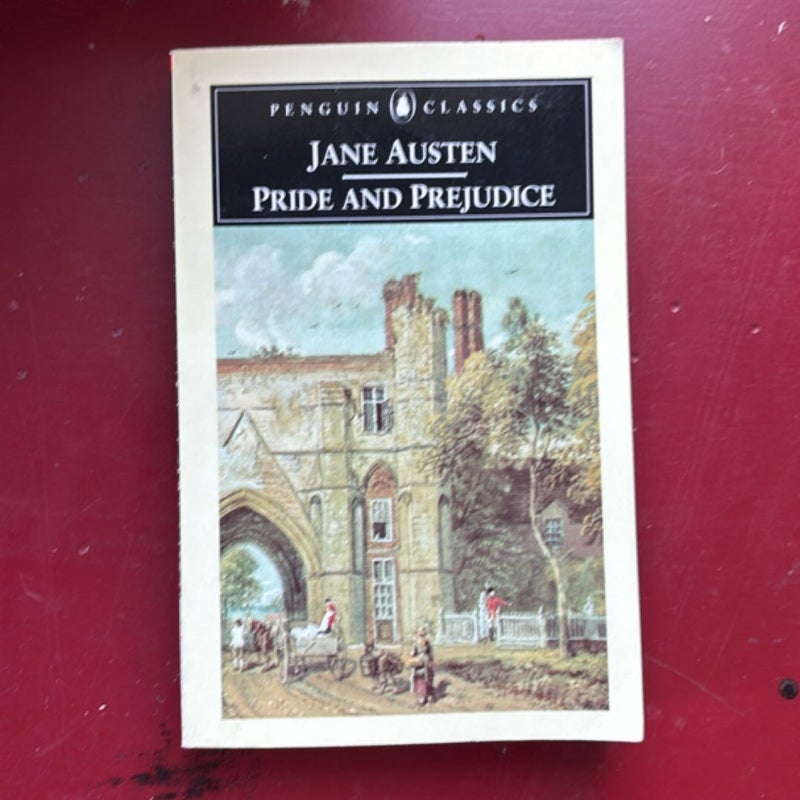 PENGUIN CLASSICS
JANE AUSTEN
PRIDE AND PREJUDICE